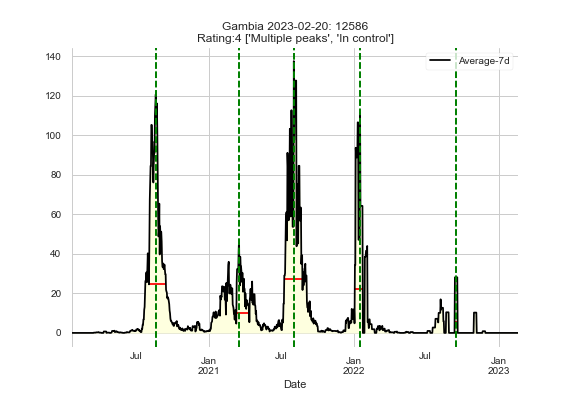 Gambia 2023-02-20: 12586
Rating:4 ['Multiple peaks', 'In control']
Average-7d
140
120
100
80
60
40
20
0
Jul
Jan
2021
Jul
Jan
2022
Jul
Jan
2023
Date